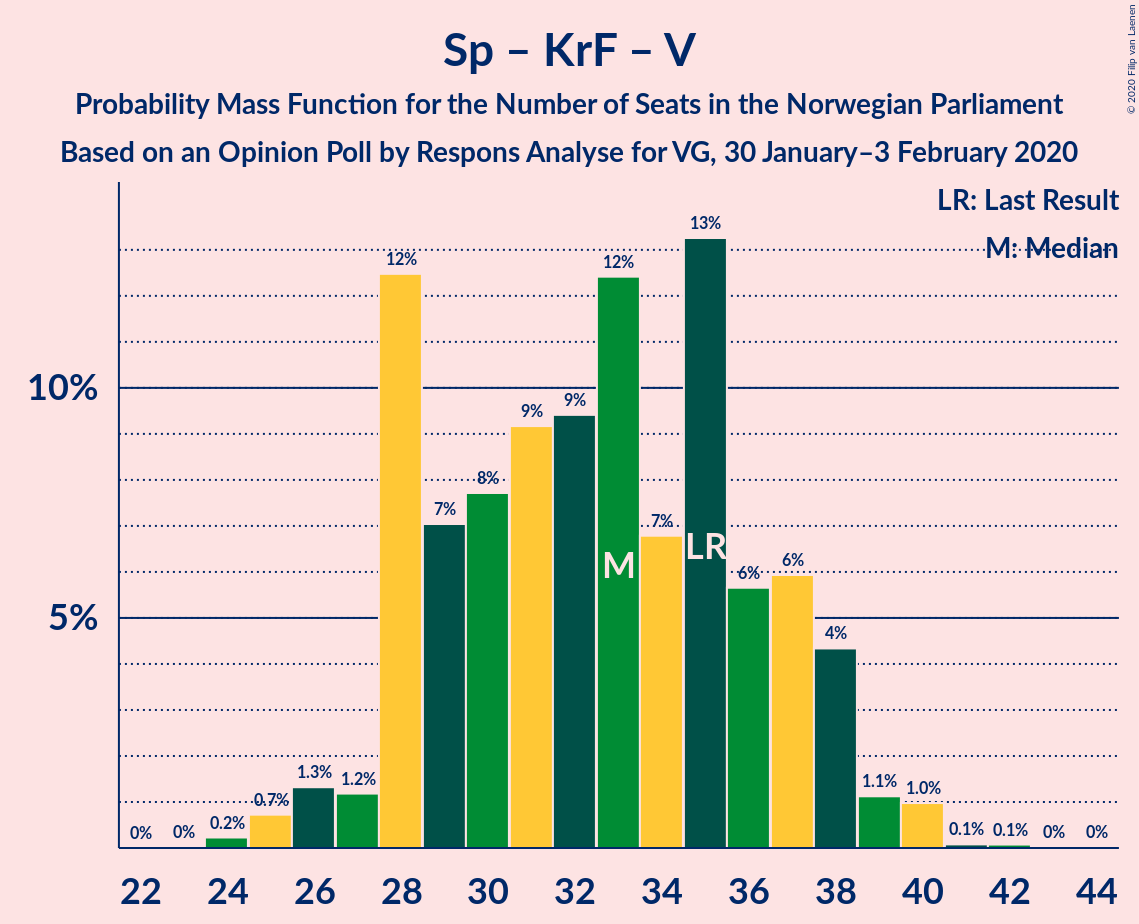 Sp – KrF – V
Probability Mass Function for the Number of Seats in the Norwegian Parliament
Based on an Opinion Poll by Respons Analyse for VG, 30 January–3 February 2020
© 2020 Filip van Laenen
LR: Last Result
M: Median
10%
5%
0%
0%
0.2%
0.7%
1.3%
1.2%
12%
7%
8%
9%
9%
12%
7%
13%
6%
6%
4%
1.1%
1.0%
0.1%
0.1%
0%
0%
M
LR
22 24 26 28 30 32 34 36 38 40 42 44